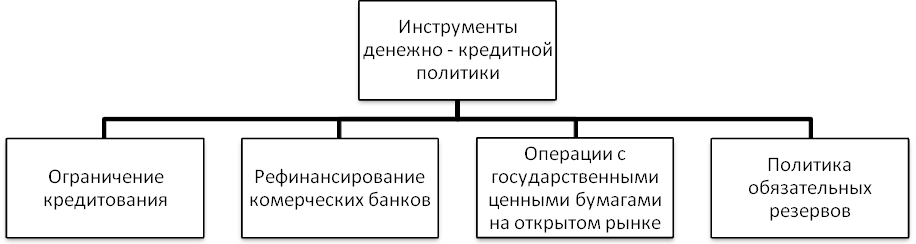 Инструменты
денежно - кредитной
политики
Ограничение
кредитования
Рефинансирование
комерческих банков
Операции с
государственными
ценными бумагами
на открытом рынке
Политика
обязательных
резервов